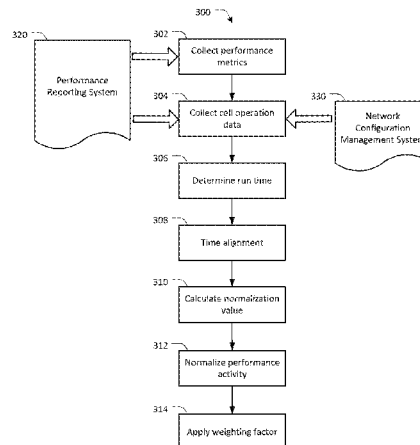 300
320
302
Collect performance
metrics
Performance
Reporting System
304
330
Collect cell operation
data
Network
Configuration
Management System
306
Determine run time
308
Time alignment
310
Calculate normalization
value
312
Normalize performance
activity
314
Apply weighting factor